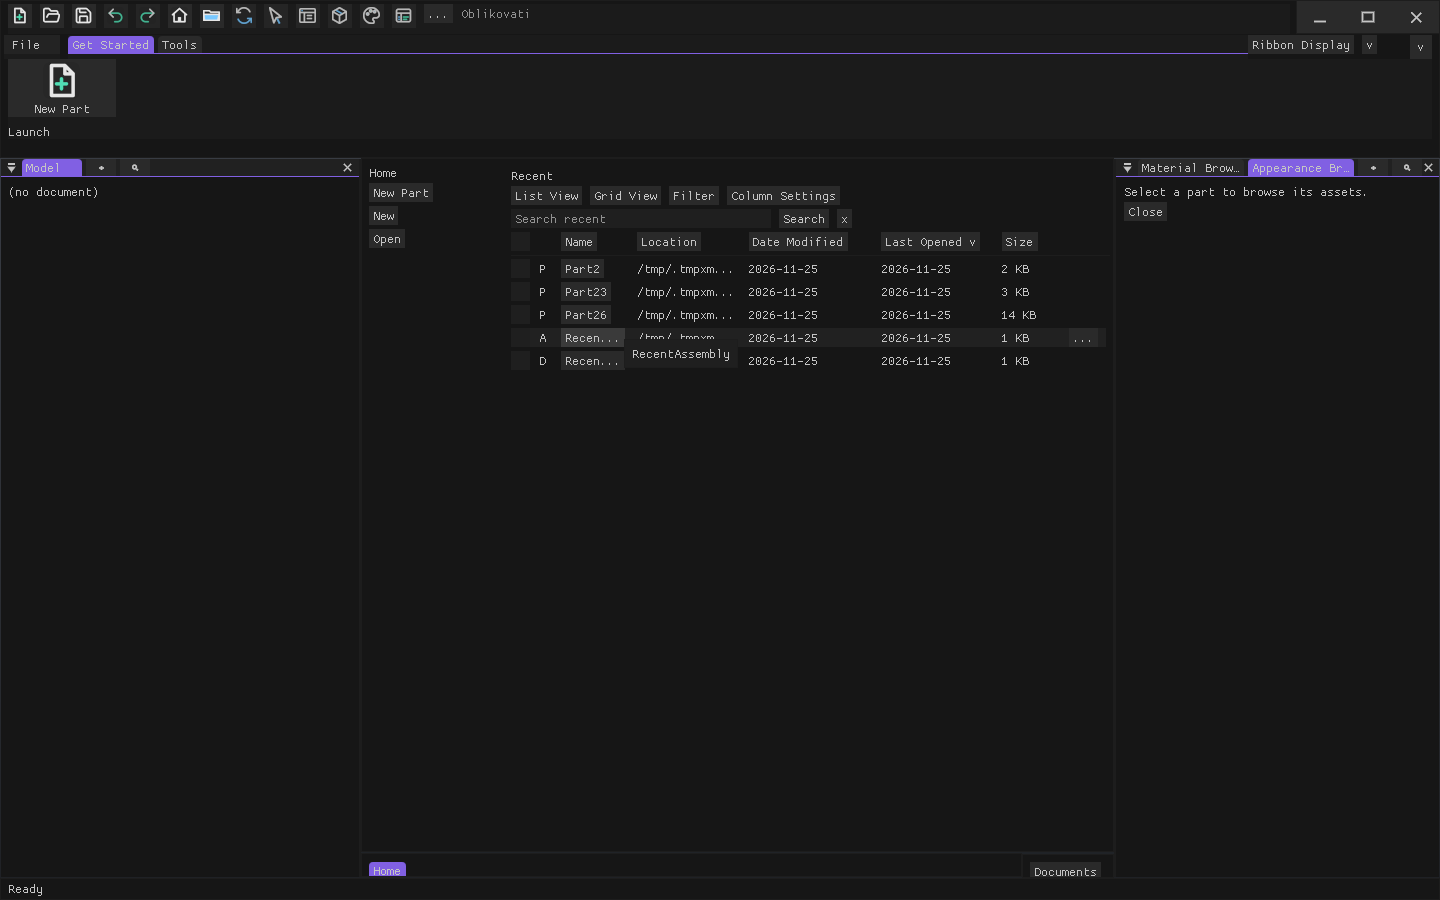 ... Oblikovati
File Get Started Tools Ribbon Display v v
New Part
Launch
Model
(no document)
Home
New Part
New
Open
Recent
List View Grid View Filter Column Settings
Search recent Search x
Name Location Date Modified Last Opened v Size
P Part2 /tmp/.tmpxm... 2026-11-25 2026-11-25 2 KB
P Part23 /tmp/.tmpxm... 2026-11-25 2026-11-25 3 KB
P Part26 /tmp/.tmpxm... 2026-11-25 2026-11-25 14 KB
A Recen... /tmp/.tmpxm... 2026-11-25 2026-11-25 1 KB ...
RecentAssembly
D Recen... 2026-11-25 2026-11-25 1 KB
Material Brow… Appearance Br…
Select a part to browse its assets.
Close
Home Documents
Ready